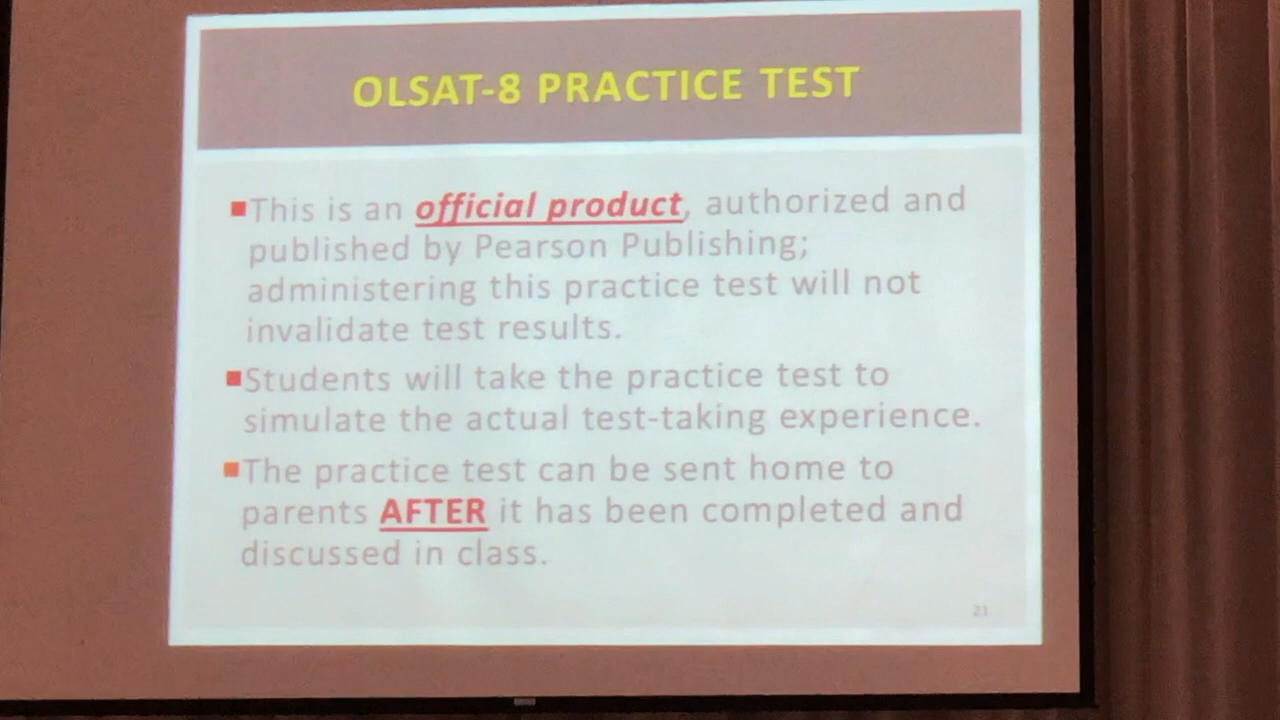 OLSAT-8 PRACTICE TEST
This is an official product, authorized and
published by Pearson Publishing;
administering this practice test will not
invalidate test results.
Students will take the practice test to
simulate the actual test-taking experience.
The practice test can be sent home to
parents AFTER it has been completed and
discussed in class.
21